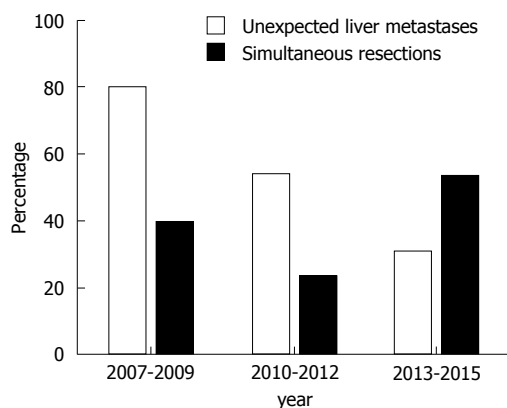 100
80
60
40
20
0
Percentage
Unexpected liver metastases
Simultaneous resections
2007-2009 2010-2012 2013-2015
year